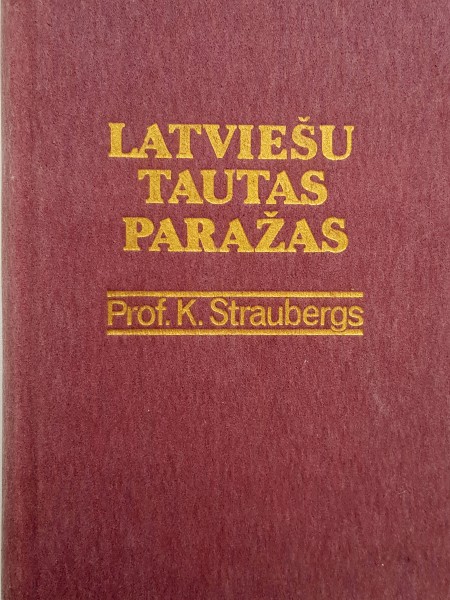 LATVIEŠU
TAUTAS
PARAŽAS
Prof. K. Straubergs